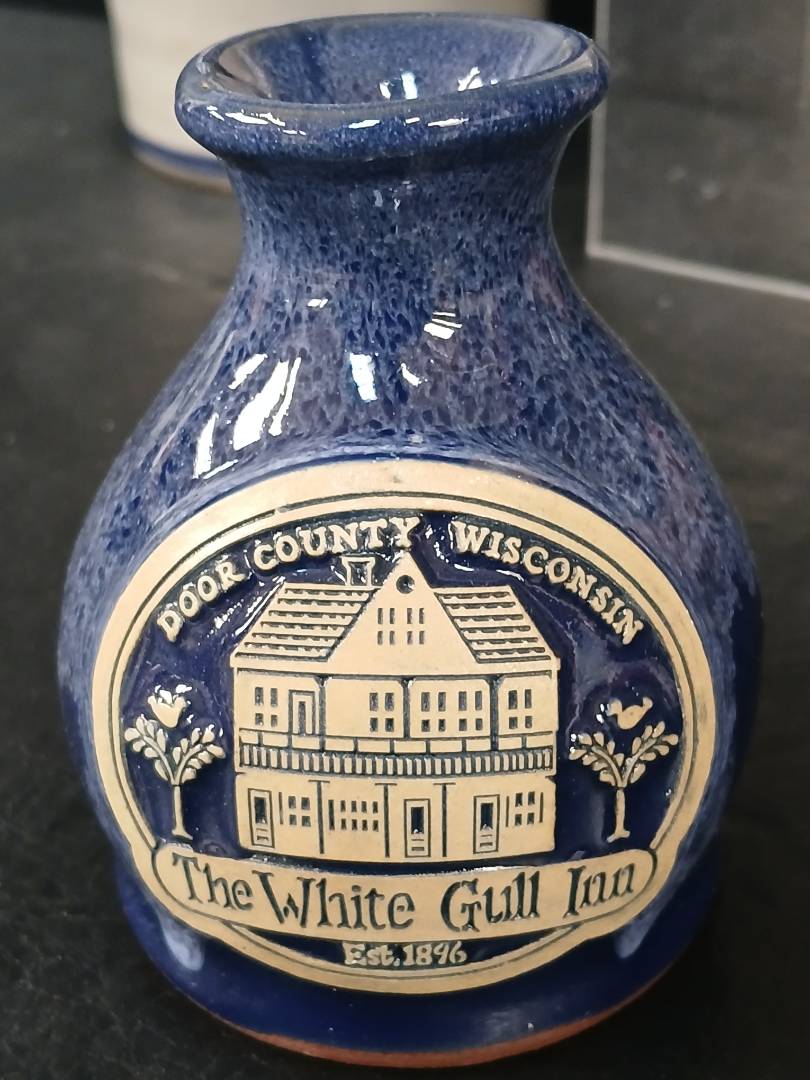 DOOR COUNTY WISCONSIN
The White Gull Inn
Est. 1896